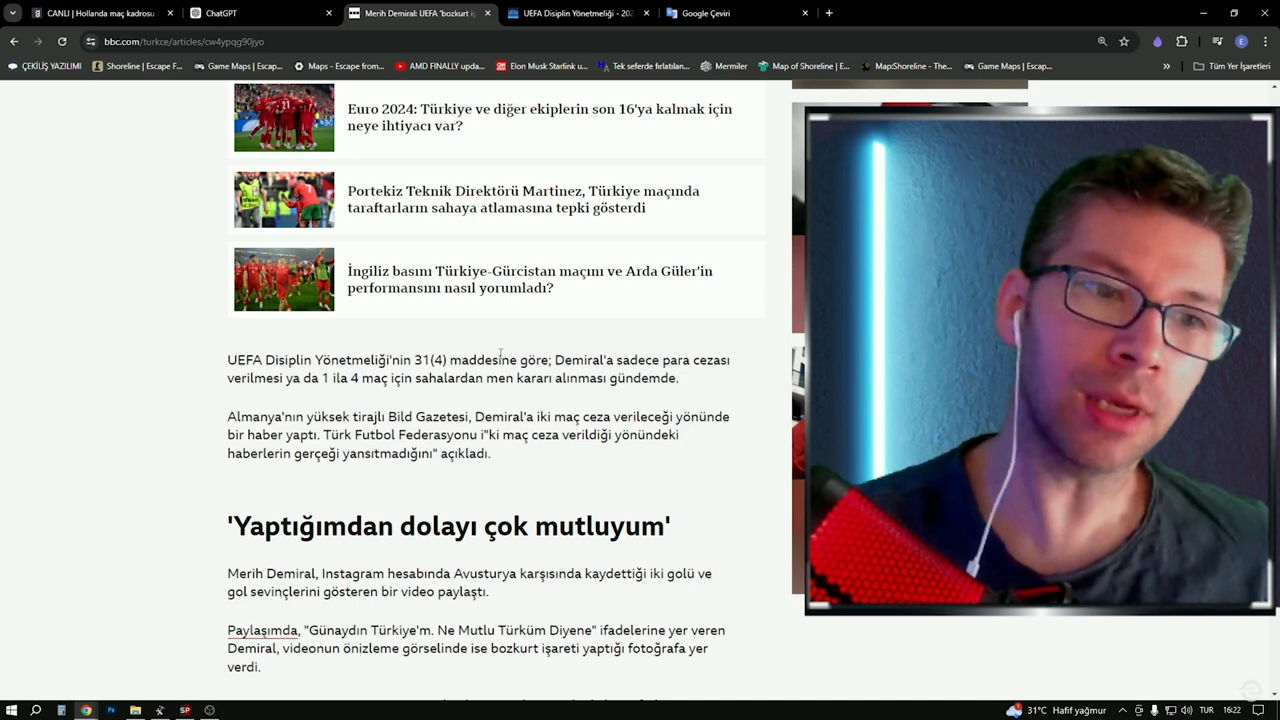 CANLI | Hollanda maç kadrosu
ChatGPT
Merih Demiral: UEFA 'bozkurt iş
UEFA Disiplin Yönetmeliği - 202
Google Çeviri
bbc.com/turkce/articles/cw4ypqg90jyo
E
ÇEKİLİŞ YAZILIMI
Shoreline | Escape F...
Game Maps | Escap...
Maps - Escape from...
AMD FINALLY upda...
Elon Musk Starlink u...
Tek seferde fırlatılan...
Mermiler
Map of Shoreline | E...
Map:Shoreline - The...
Game Maps | Escap...
»
Tüm Yer İşaretleri
Euro 2024: Türkiye ve diğer ekiplerin son 16'ya kalmak için
neye ihtiyacı var?
Portekiz Teknik Direktörü Martinez, Türkiye maçında
taraftarların sahaya atlamasına tepki gösterdi
İngiliz basını Türkiye-Gürcistan maçını ve Arda Güler'in
performansını nasıl yorumladı?
UEFA Disiplin Yönetmeliği'nin 31(4) maddesine göre; Demiral'a sadece para cezası
verilmesi ya da 1 ila 4 maç için sahalardan men kararı alınması gündemde.
Almanya'nın yüksek tirajlı Bild Gazetesi, Demiral'a iki maç ceza verileceği yönünde
bir haber yaptı. Türk Futbol Federasyonu i"ki maç ceza verildiği yönündeki
haberlerin gerçeği yansıtmadığını" açıkladı.
'Yaptığımdan dolayı çok mutluyum'
Merih Demiral, Instagram hesabında Avusturya karşısında kaydettiği iki golü ve
gol sevinçlerini gösteren bir video paylaştı.
Paylaşımda, "Günaydın Türkiye'm. Ne Mutlu Türküm Diyene" ifadelerine yer veren
Demiral, videonun önizleme görselinde ise bozkurt işareti yaptığı fotoğrafa yer
verdi.
31°C Hafif yağmur
TUR
16:22